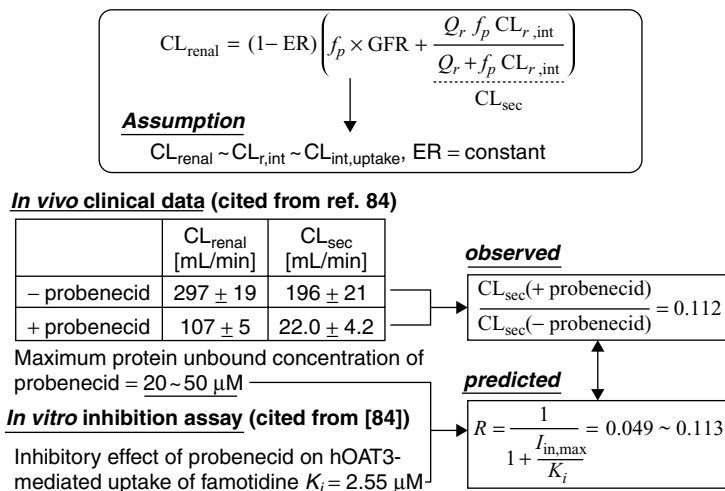 CL_renal = (1– ER) ( f_p × GFR + (Q_r f_p CL_r,int) / (Q_r + f_p CL_r,int) )
CL_sec
Assumption
CL_renal ~ CL_r,int ~ CL_int,uptake, ER = constant
In vivo clinical data (cited from ref. 84)
CL_renal [mL/min] CL_sec [mL/min]
– probenecid 297 ± 19 196 ± 21
+ probenecid 107 ± 5 22.0 ± 4.2
observed
CL_sec(+ probenecid) / CL_sec(– probenecid) = 0.112
Maximum protein unbound concentration of
probenecid = 20 ~ 50 µM
predicted
R = 1 / (1 + I_in,max / K_i) = 0.049 ~ 0.113
In vitro inhibition assay (cited from [84])
Inhibitory effect of probenecid on hOAT3-
mediated uptake of famotidine K_i = 2.55 µM